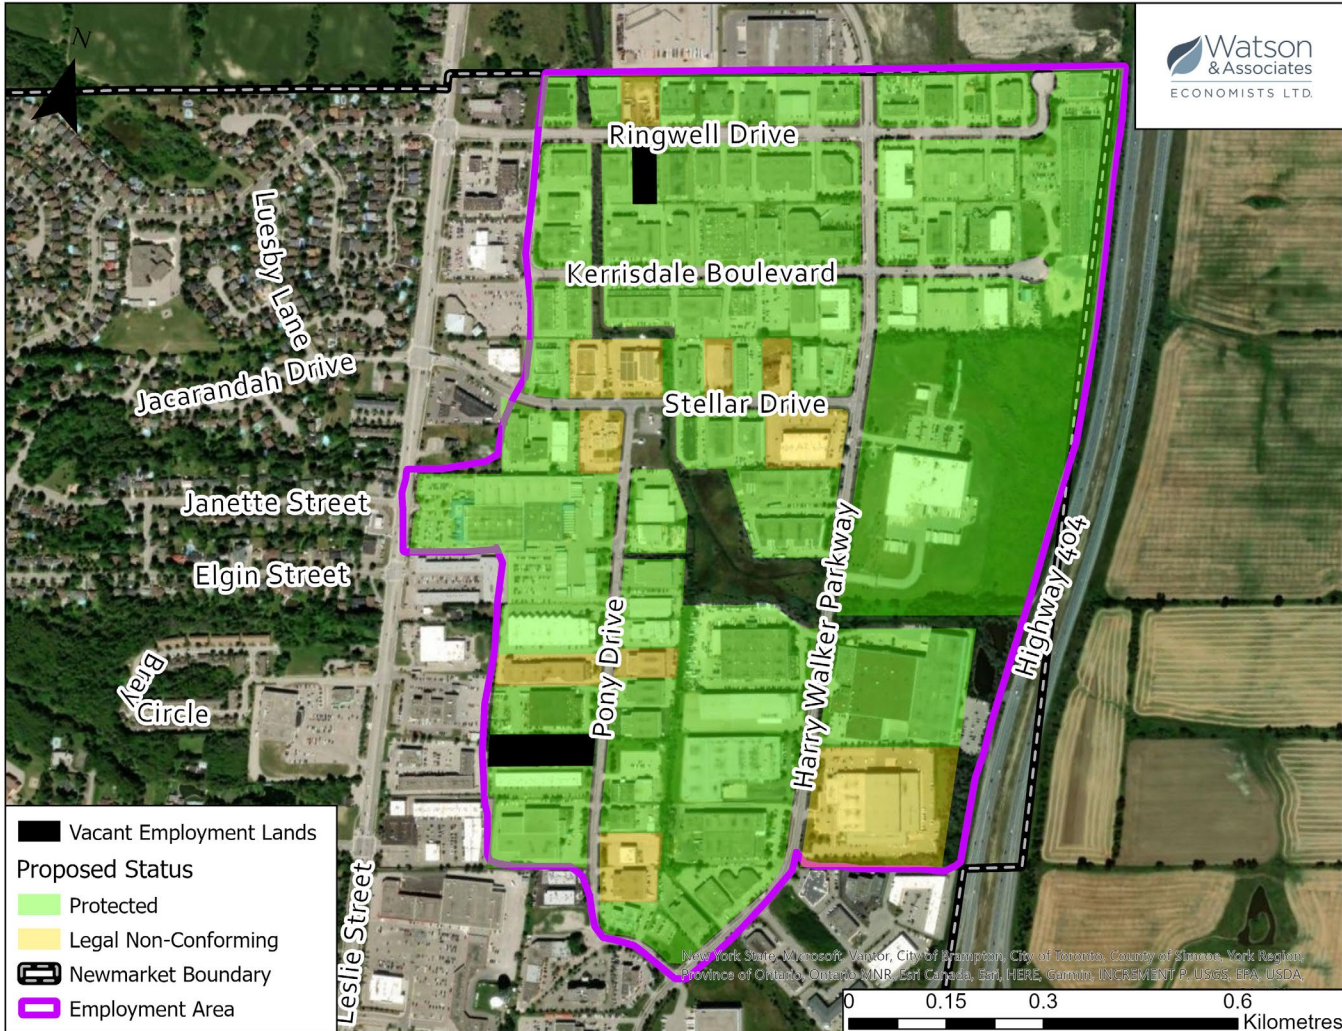 N
Watson
& Associates
ECONOMISTS LTD.
Ringwell Drive
Luesby Lane
Kerrisdale Boulevard
Jacarandah Drive
Stellar Drive
Janette Street
Elgin Street
Harry Walker Parkway
Highway 404
Pony Drive
Bray
Circle
Leslie Street
Vacant Employment Lands
Proposed Status
Protected
Legal Non-Conforming
Newmarket Boundary
Employment Area
New York State, Microsoft, Vantor, City of Brampton, City of Toronto, County of Simcoe, York Region,
Province of Ontario, Ontario MNR, Esri Canada, Esri, HERE, Garmin, INCREMENT P, USGS, EPA, USDA,
0 0.15 0.3 0.6
Kilometres